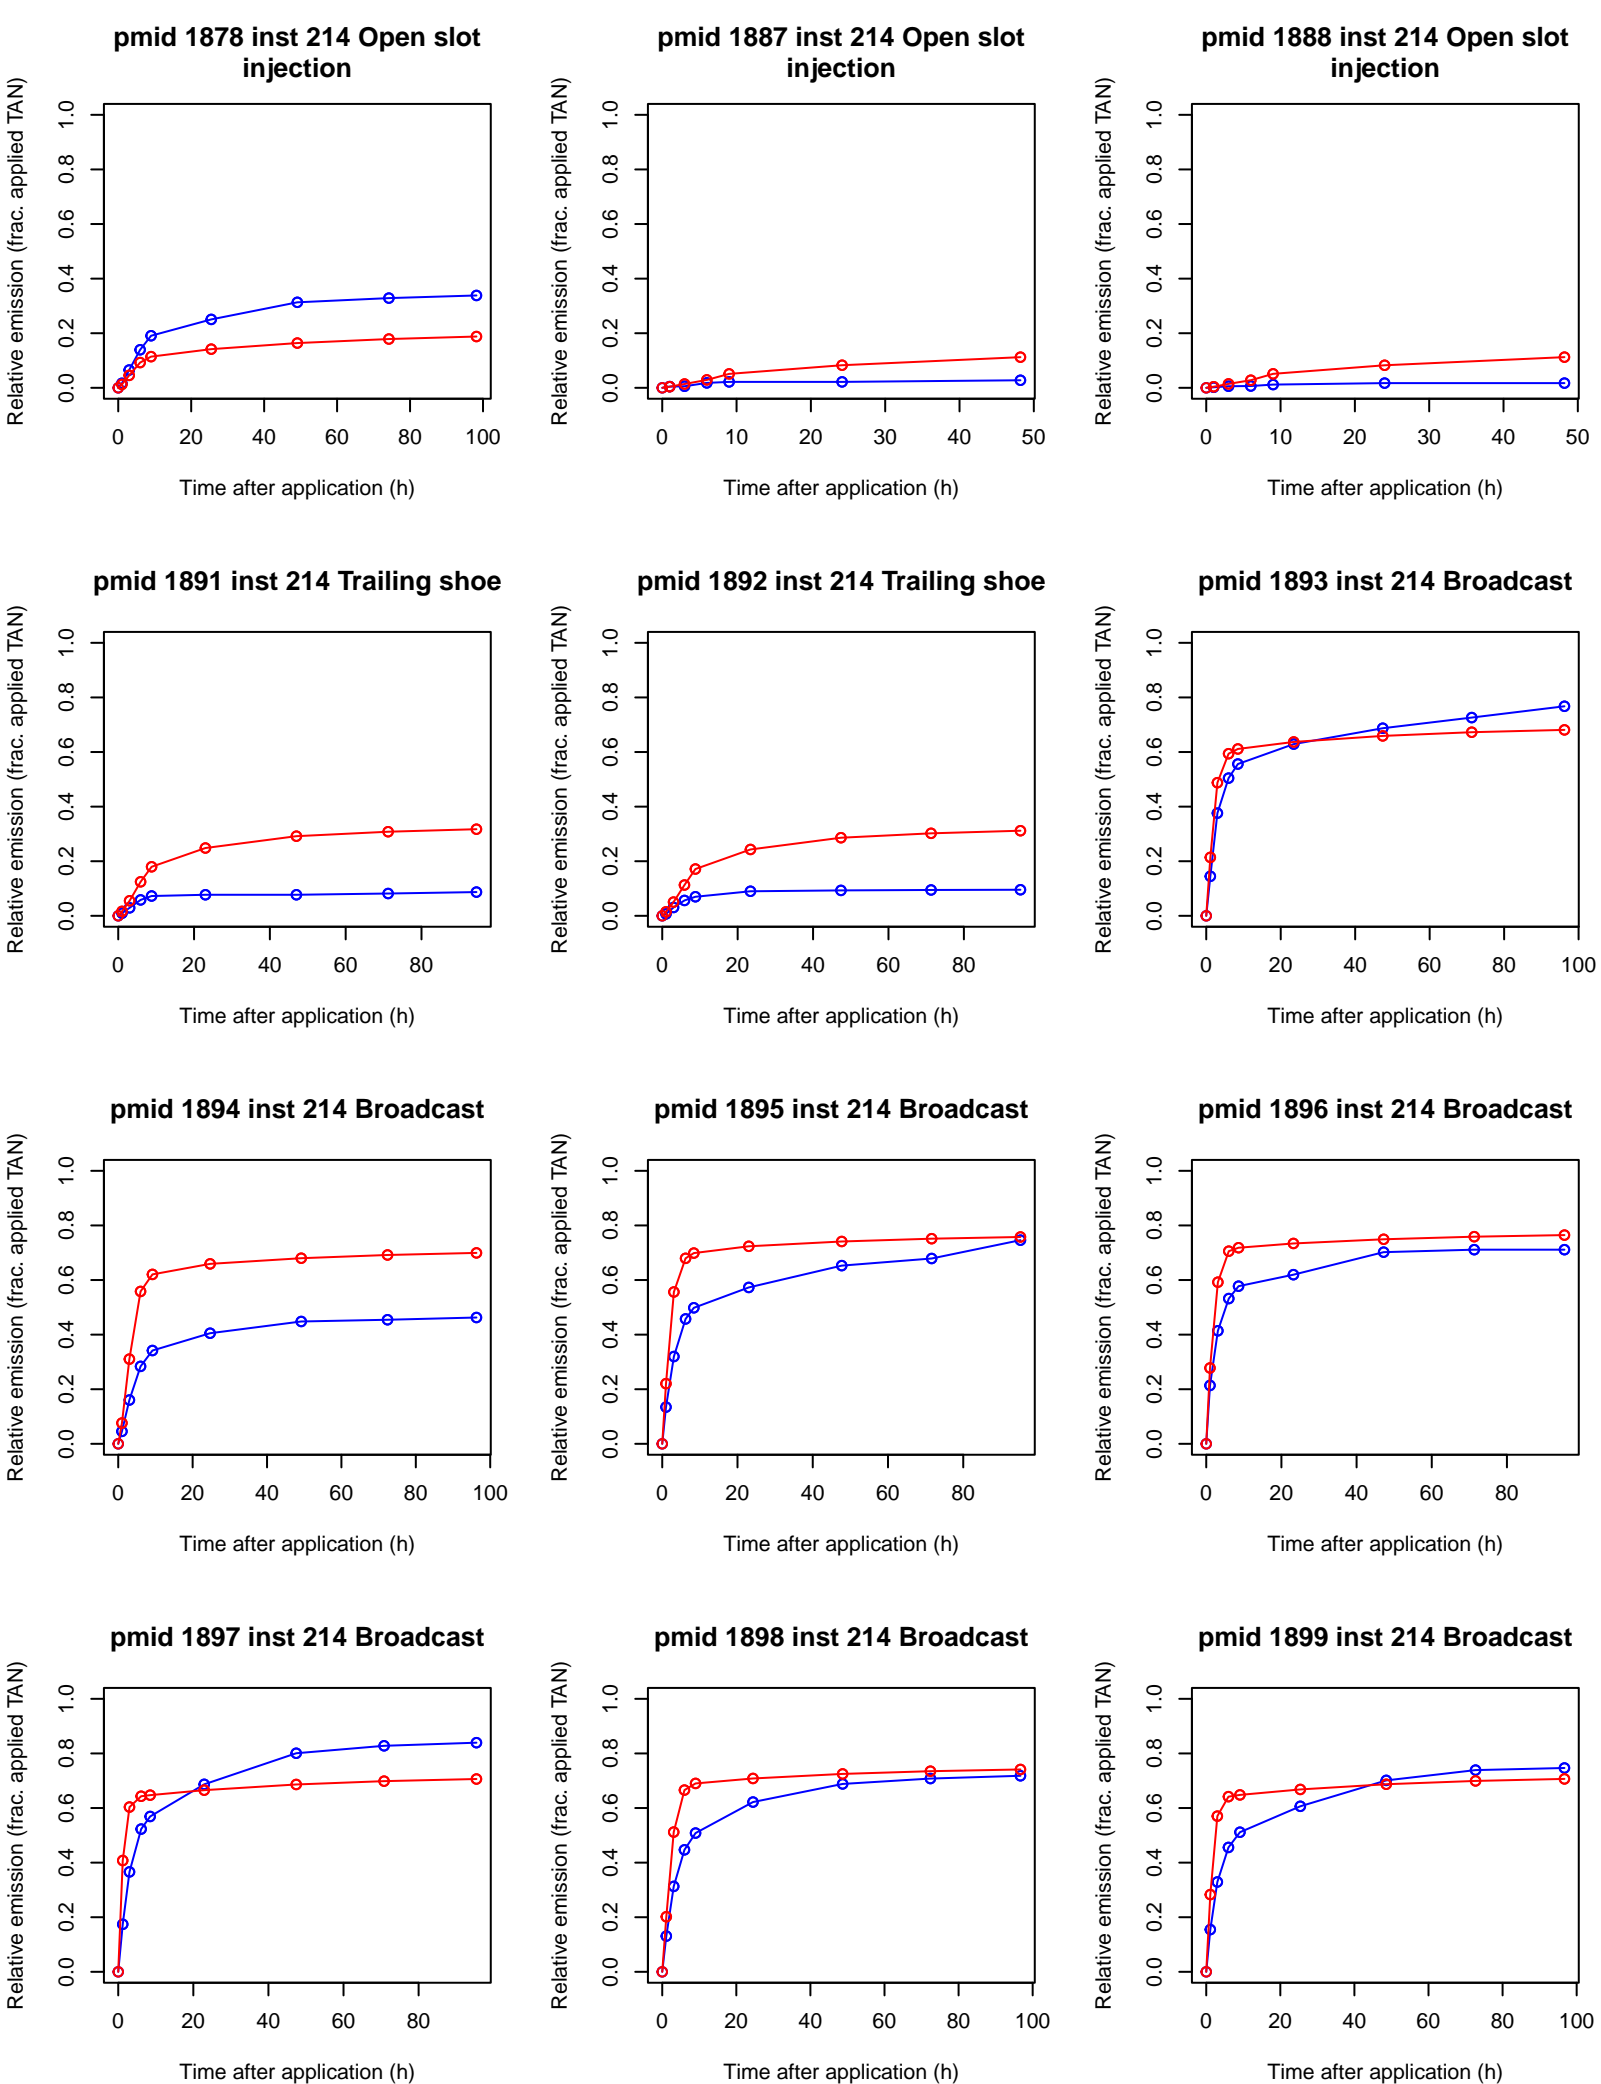 pmid 1878 inst 214 Open slot
injection
Relative emission (frac. applied TAN)
1.0
0.8
0.6
0.4
0.2
0.0
0 20 40 60 80 100
Time after application (h)
pmid 1887 inst 214 Open slot
injection
Relative emission (frac. applied TAN)
1.0
0.8
0.6
0.4
0.2
0.0
0 10 20 30 40 50
Time after application (h)
pmid 1888 inst 214 Open slot
injection
Relative emission (frac. applied TAN)
1.0
0.8
0.6
0.4
0.2
0.0
0 10 20 30 40 50
Time after application (h)
pmid 1891 inst 214 Trailing shoe
Relative emission (frac. applied TAN)
1.0
0.8
0.6
0.4
0.2
0.0
0 20 40 60 80
Time after application (h)
pmid 1892 inst 214 Trailing shoe
Relative emission (frac. applied TAN)
1.0
0.8
0.6
0.4
0.2
0.0
0 20 40 60 80
Time after application (h)
pmid 1893 inst 214 Broadcast
Relative emission (frac. applied TAN)
1.0
0.8
0.6
0.4
0.2
0.0
0 20 40 60 80 100
Time after application (h)
pmid 1894 inst 214 Broadcast
Relative emission (frac. applied TAN)
1.0
0.8
0.6
0.4
0.2
0.0
0 20 40 60 80 100
Time after application (h)
pmid 1895 inst 214 Broadcast
Relative emission (frac. applied TAN)
1.0
0.8
0.6
0.4
0.2
0.0
0 20 40 60 80
Time after application (h)
pmid 1896 inst 214 Broadcast
Relative emission (frac. applied TAN)
1.0
0.8
0.6
0.4
0.2
0.0
0 20 40 60 80
Time after application (h)
pmid 1897 inst 214 Broadcast
Relative emission (frac. applied TAN)
1.0
0.8
0.6
0.4
0.2
0.0
0 20 40 60 80
Time after application (h)
pmid 1898 inst 214 Broadcast
Relative emission (frac. applied TAN)
1.0
0.8
0.6
0.4
0.2
0.0
0 20 40 60 80 100
Time after application (h)
pmid 1899 inst 214 Broadcast
Relative emission (frac. applied TAN)
1.0
0.8
0.6
0.4
0.2
0.0
0 20 40 60 80 100
Time after application (h)